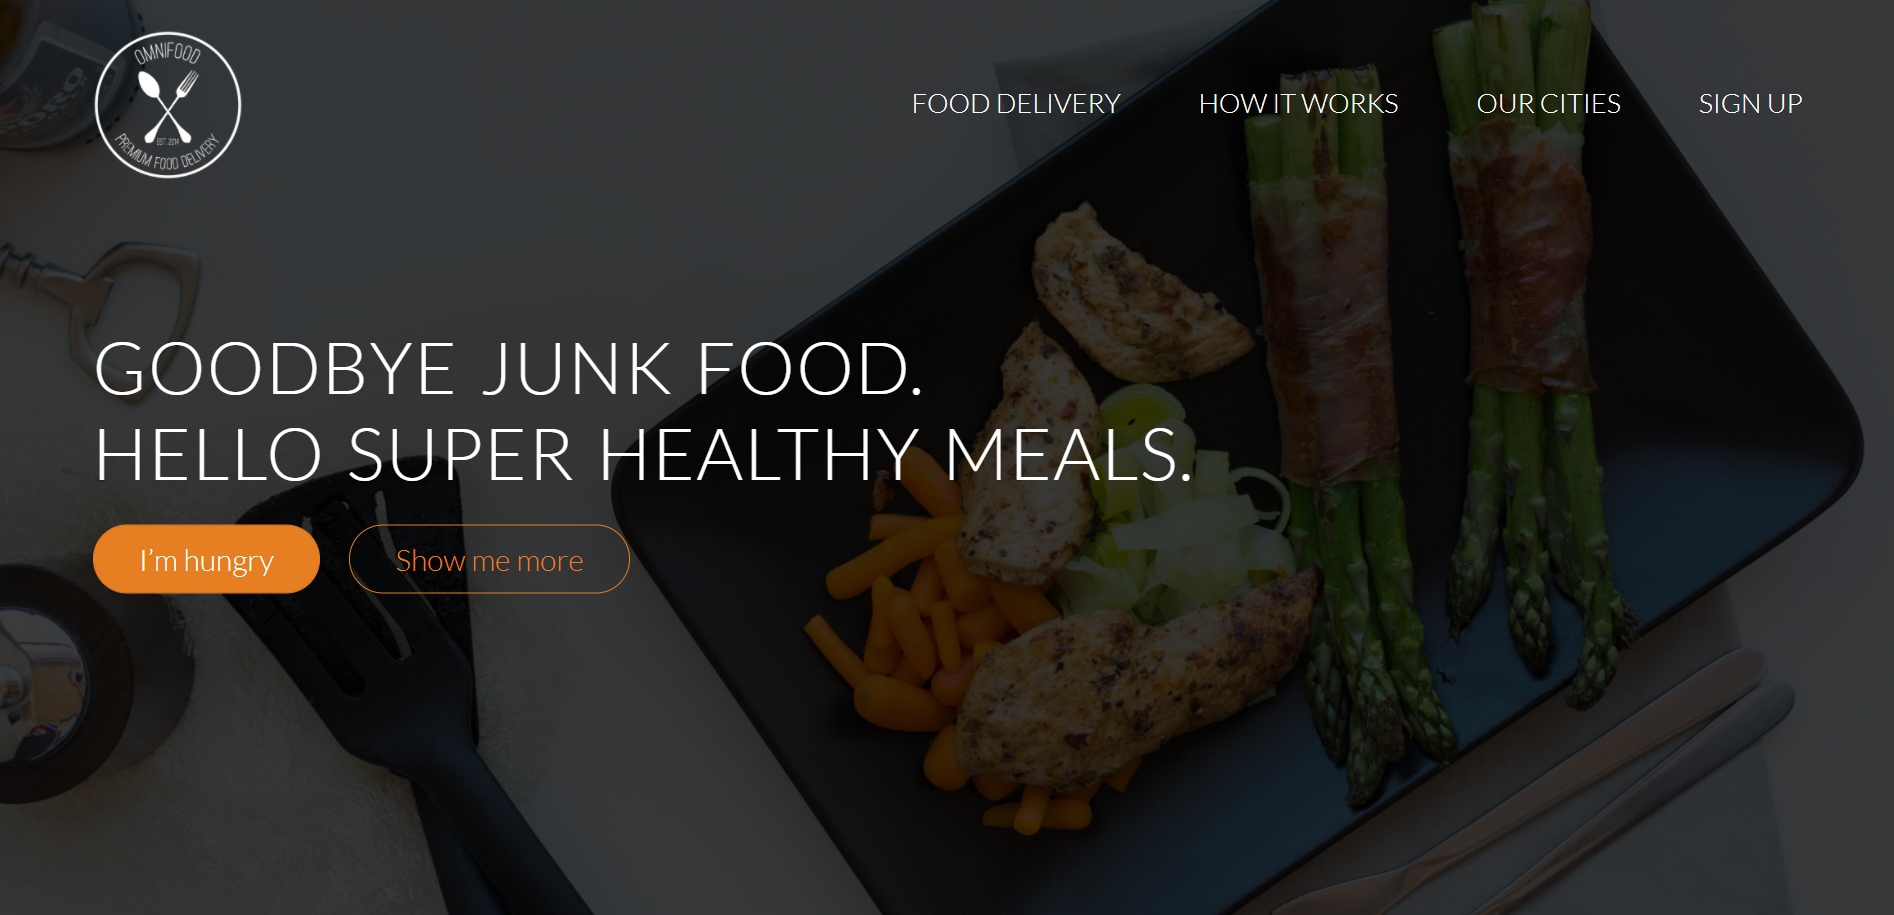 OMNIFOOD
EST. 2014
PREMIUM FOOD DELIVERY
FOOD DELIVERY
HOW IT WORKS
OUR CITIES
SIGN UP
GOODBYE JUNK FOOD.
HELLO SUPER HEALTHY MEALS.
I’m hungry
Show me more